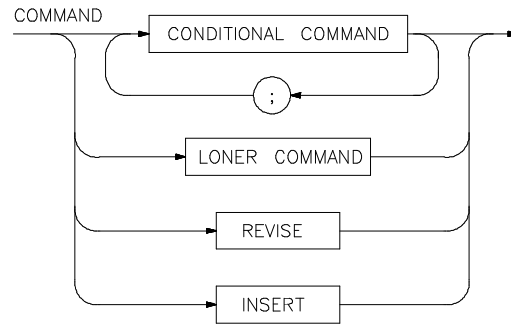 COMMAND
CONDITIONAL COMMAND
;
LONER COMMAND
REVISE
INSERT